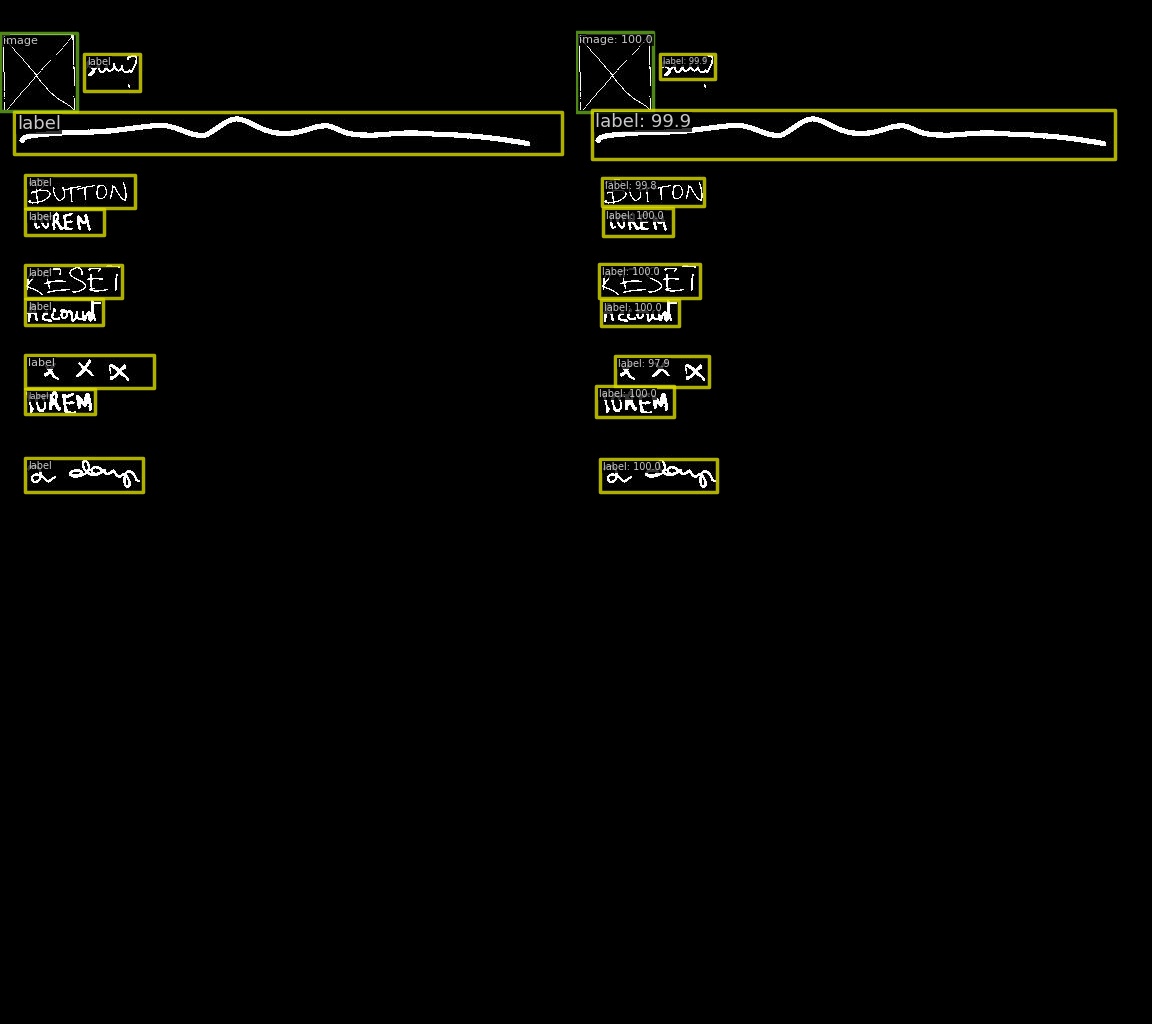 image image: 100.0
label label: 99.9
label label: 99.9
label label: 99.8
BUTTON BUTTON
label label: 100.0
LOREM LOREM
label label: 100.0
RESET RESET
label label: 100.0
Account Account
label label: 97.9
x x x x x x
label label: 100.0
LOREM LOREM
label label: 100.0
a a